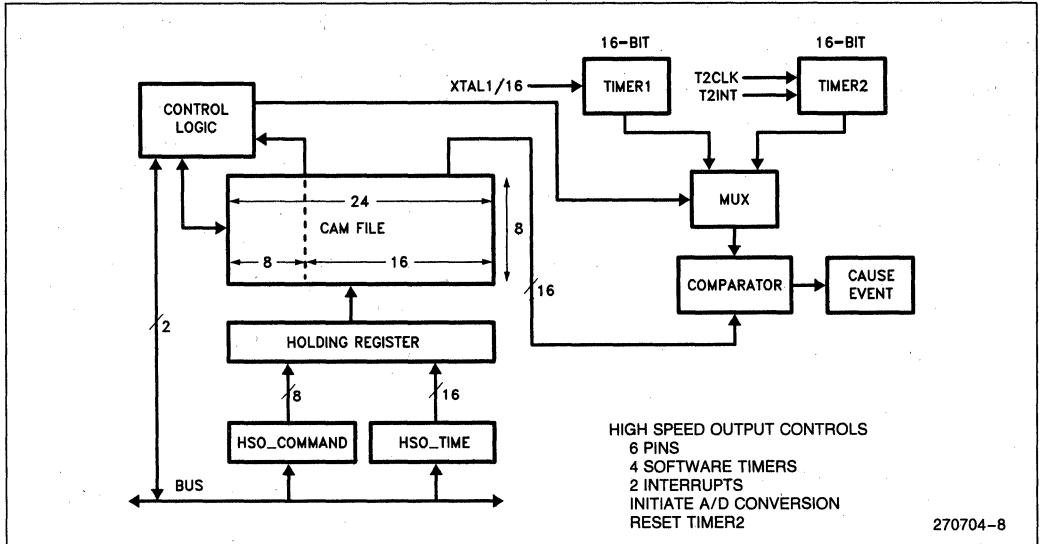 16-BIT
16-BIT
XTAL1/16
TIMER1
T2CLK
T2INT
TIMER2
CONTROL
LOGIC
24
CAM FILE
8
16
8
MUX
16
COMPARATOR
CAUSE
EVENT
2
HOLDING REGISTER
8
16
HSO_COMMAND
HSO_TIME
BUS
HIGH SPEED OUTPUT CONTROLS
6 PINS
4 SOFTWARE TIMERS
2 INTERRUPTS
INITIATE A/D CONVERSION
RESET TIMER2
270704-8